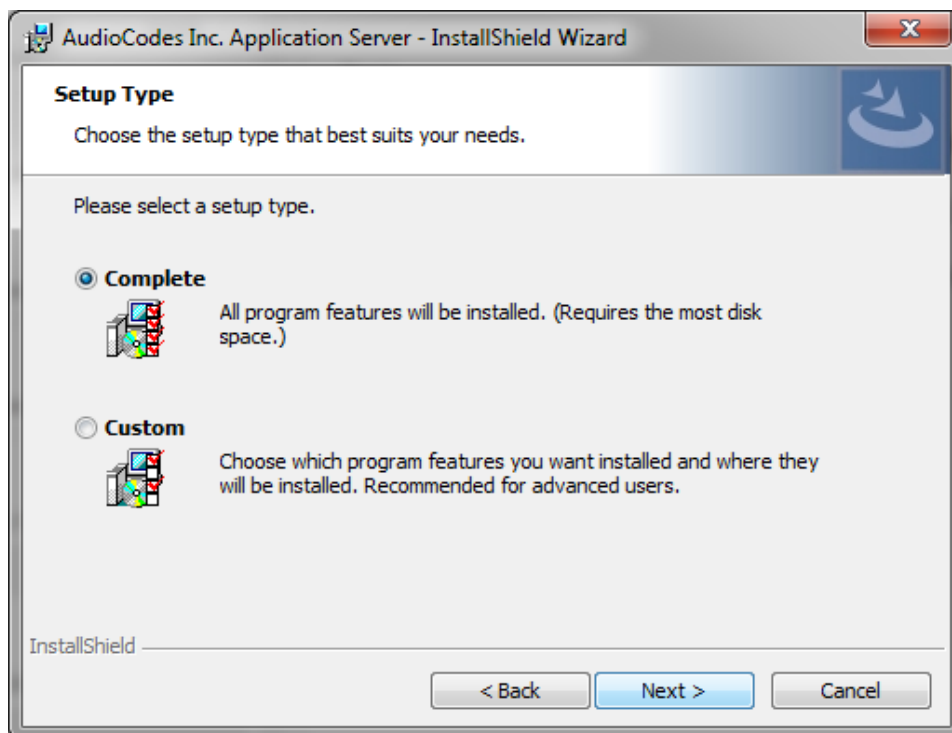 AudioCodes Inc. Application Server - InstallShield Wizard
Setup Type
Choose the setup type that best suits your needs.
Please select a setup type.
Complete
All program features will be installed. (Requires the most disk
space.)
Custom
Choose which program features you want installed and where they
will be installed. Recommended for advanced users.
InstallShield
< Back
Next >
Cancel